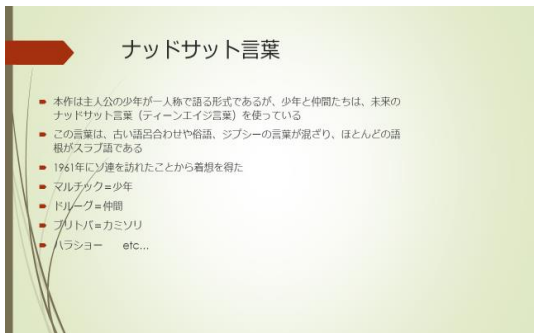 ナッドサット言葉
本作は主人公の少年が一人称で語る形式であるが、少年と仲間たちは、未来の
ナッドサット言葉（ティーンエイジ言葉）を使っている
この言葉は、古い語呂合わせや俗語、ジプシーの言葉が混ざり、ほとんどの語
根がスラブ語である
1961年にソ連を訪れたことから着想を得た
マルチック=少年
ドルーグ=仲間
ブリトバ=カミソリ
ハラショー　etc...